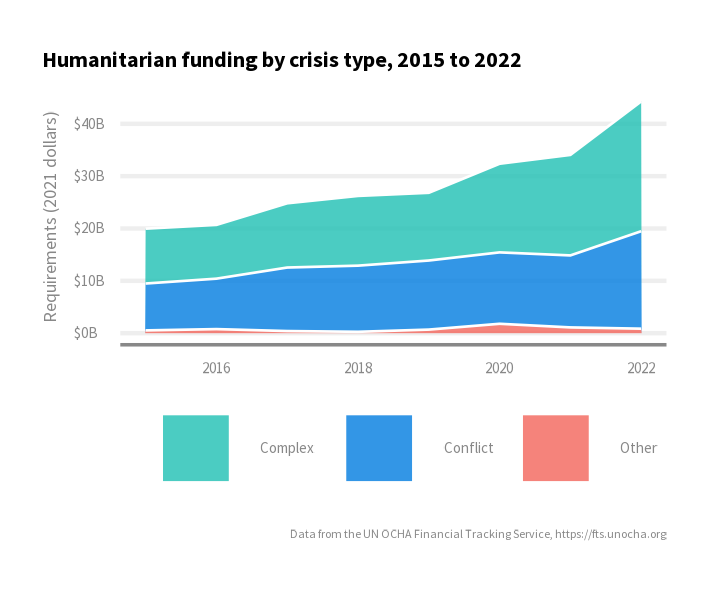 Humanitarian funding by crisis type, 2015 to 2022
Requirements (2021 dollars)
$40B
$30B
$20B
$10B
$0B
2016
2018
2020
2022
Complex
Conflict
Other
Data from the UN OCHA Financial Tracking Service, https://fts.unocha.org